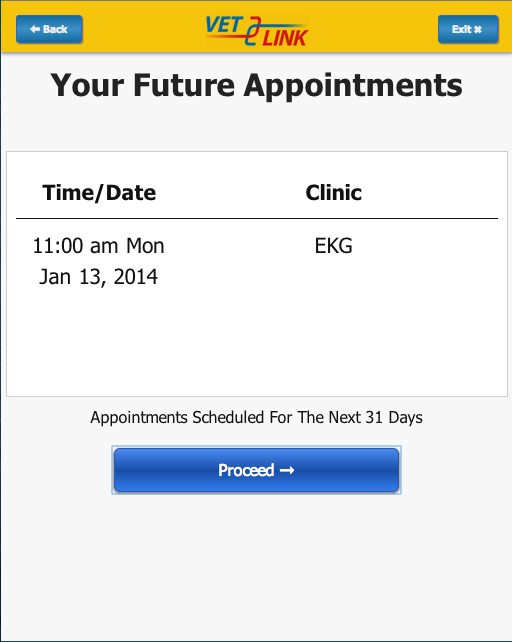 Back
VET LINK
Exit
Your Future Appointments
Time/Date Clinic
11:00 am Mon EKG
Jan 13, 2014
Appointments Scheduled For The Next 31 Days
Proceed →